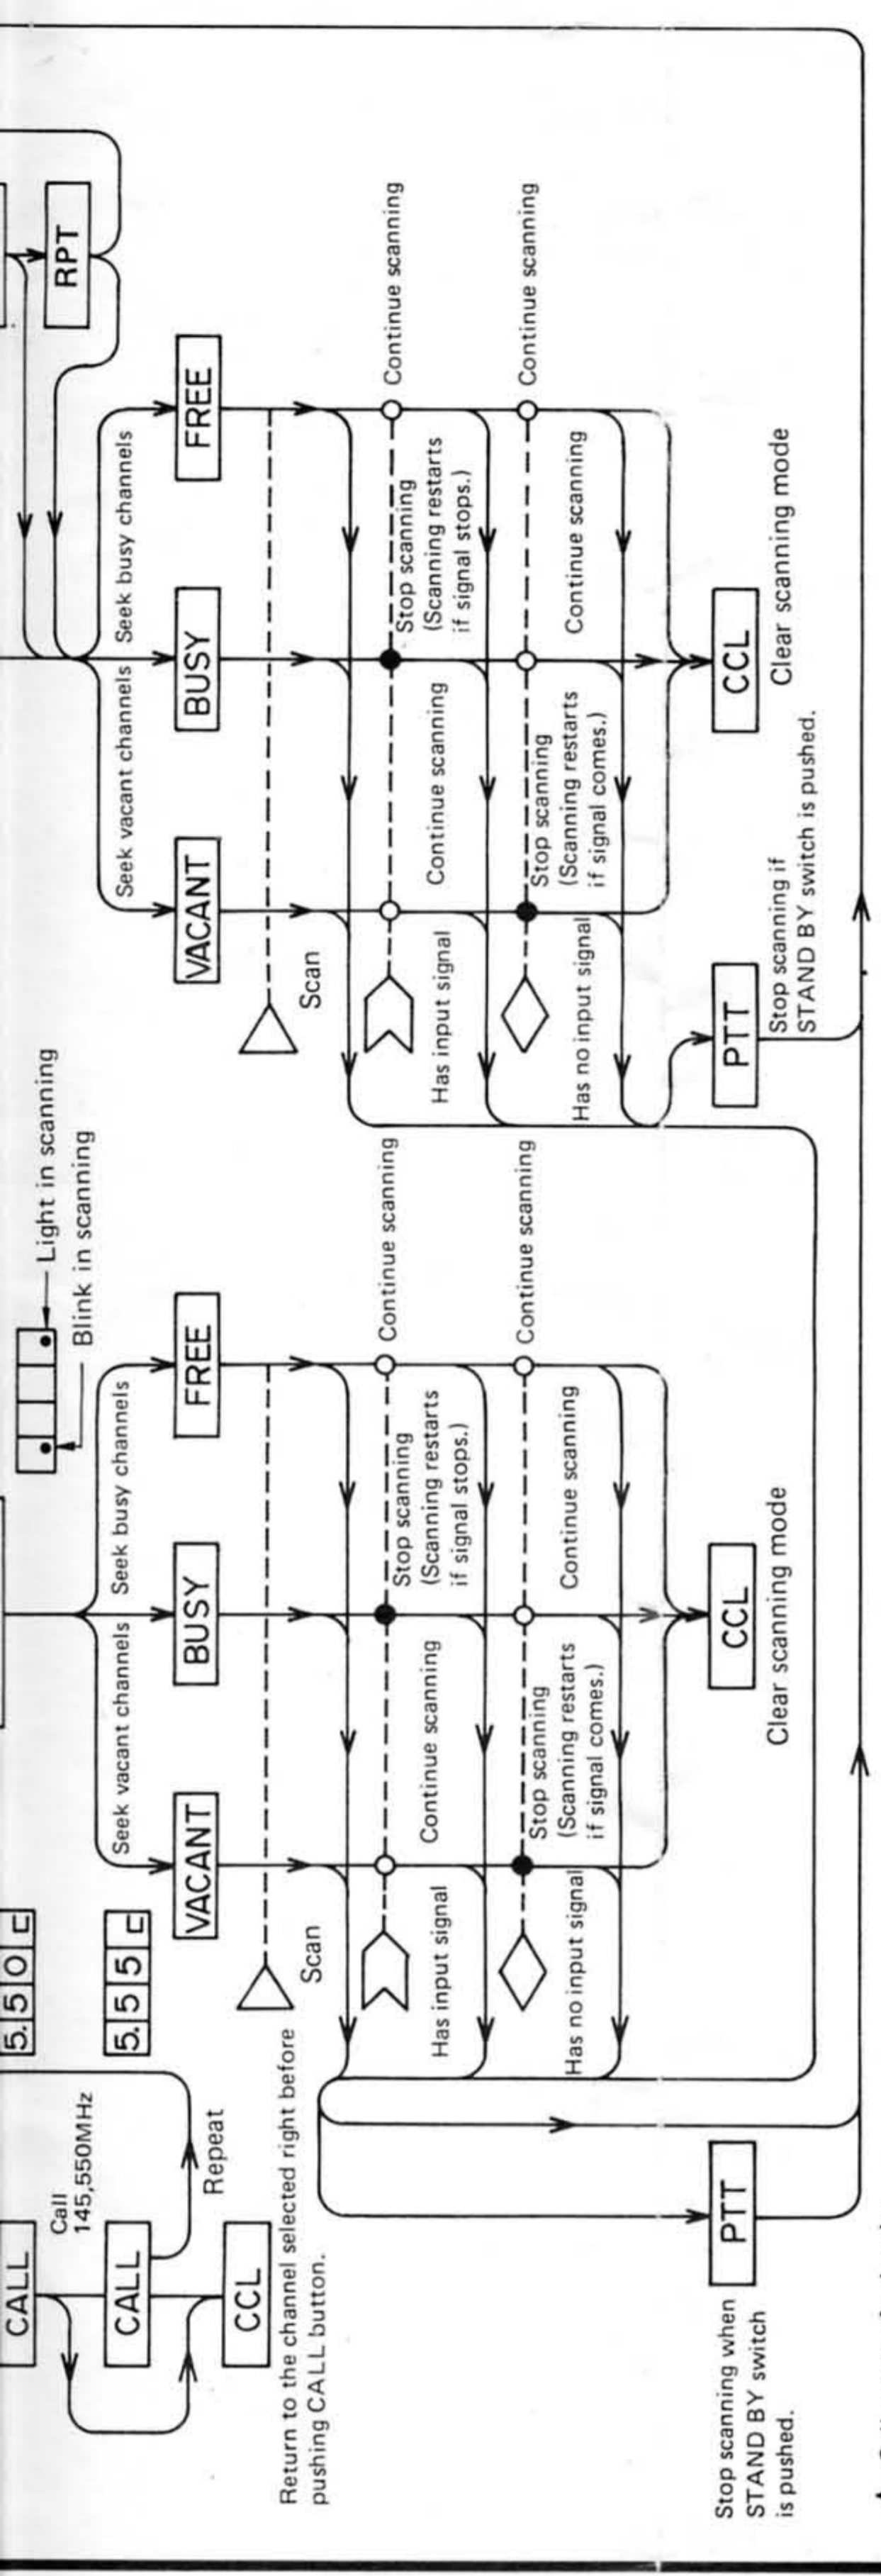 CALL
Call
145,550MHz
CALL
Repeat
CCL
Return to the channel selected right before
pushing CALL button.
5.50⊏
5.55⊏
Light in scanning
Blink in scanning
Seek vacant channels
Seek busy channels
VACANT
BUSY
FREE
Scan
Has input signal
Continue scanning
Stop scanning
(Scanning restarts
if signal stops.)
Continue scanning
Has no input signal
Stop scanning
(Scanning restarts
if signal comes.)
Continue scanning
Continue scanning
CCL
Clear scanning mode
PTT
Stop scanning when
STAND BY switch
is pushed.
RPT
Seek vacant channels
Seek busy channels
VACANT
BUSY
FREE
Scan
Has input signal
Continue scanning
Stop scanning
(Scanning restarts
if signal stops.)
Continue scanning
Has no input signal
Stop scanning
(Scanning restarts
if signal comes.)
Continue scanning
Continue scanning
CCL
Clear scanning mode
PTT
Stop scanning if
STAND BY switch is pushed.